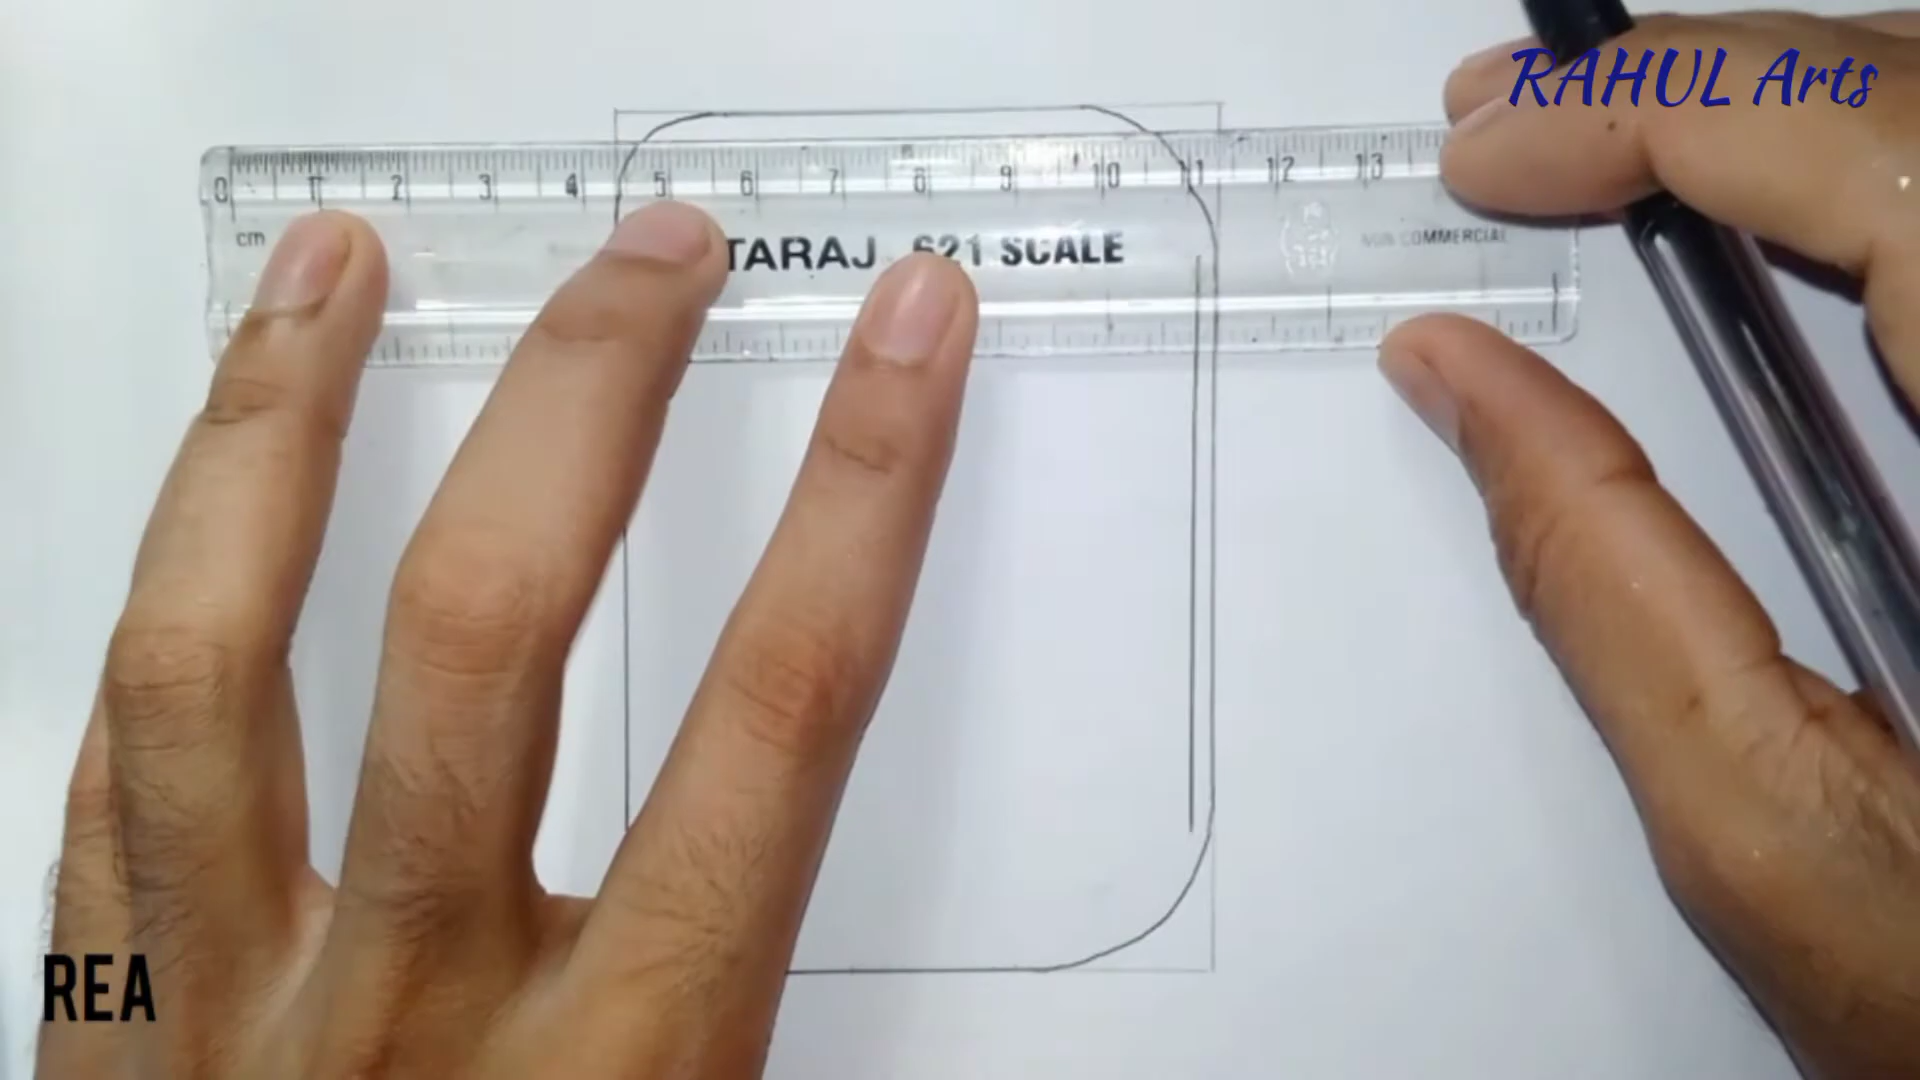 RAHUL Arts
0 1 2 3 4 5 6 7 8 9 10 11 12 13
cm
TARAJ 621 SCALE
NON COMMERCIAL
REA